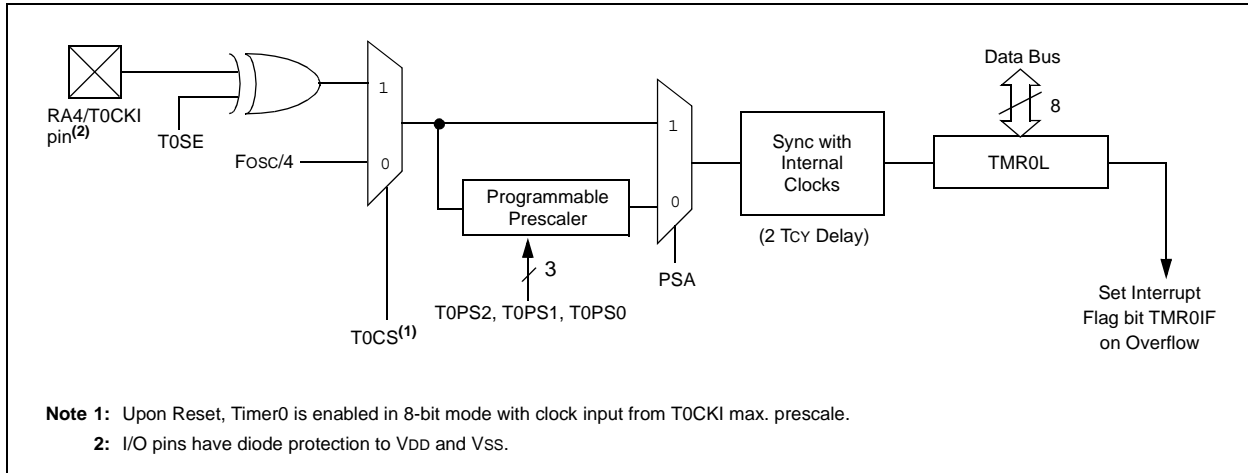 RA4/T0CKI
pin(2)
T0SE
FOSC/4
1
0
T0CS(1)
Programmable
Prescaler
3
T0PS2, T0PS1, T0PS0
1
0
PSA
Sync with
Internal
Clocks
(2 TCY Delay)
Data Bus
8
TMR0L
Set Interrupt
Flag bit TMR0IF
on Overflow
Note 1: Upon Reset, Timer0 is enabled in 8-bit mode with clock input from T0CKI max. prescale.
2: I/O pins have diode protection to VDD and VSS.